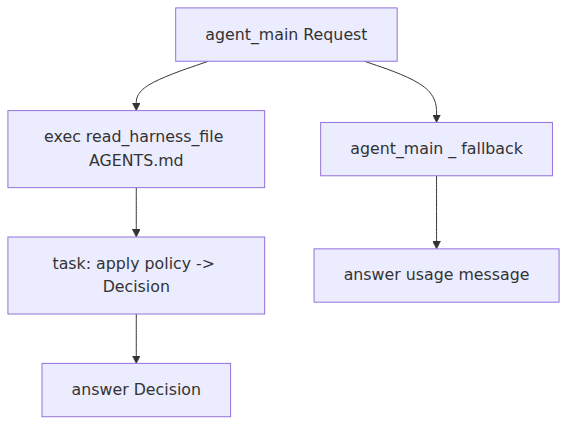 agent_main Request
exec read_harness_file
AGENTS.md
agent_main _ fallback
task: apply policy ->
Decision
answer usage message
answer Decision